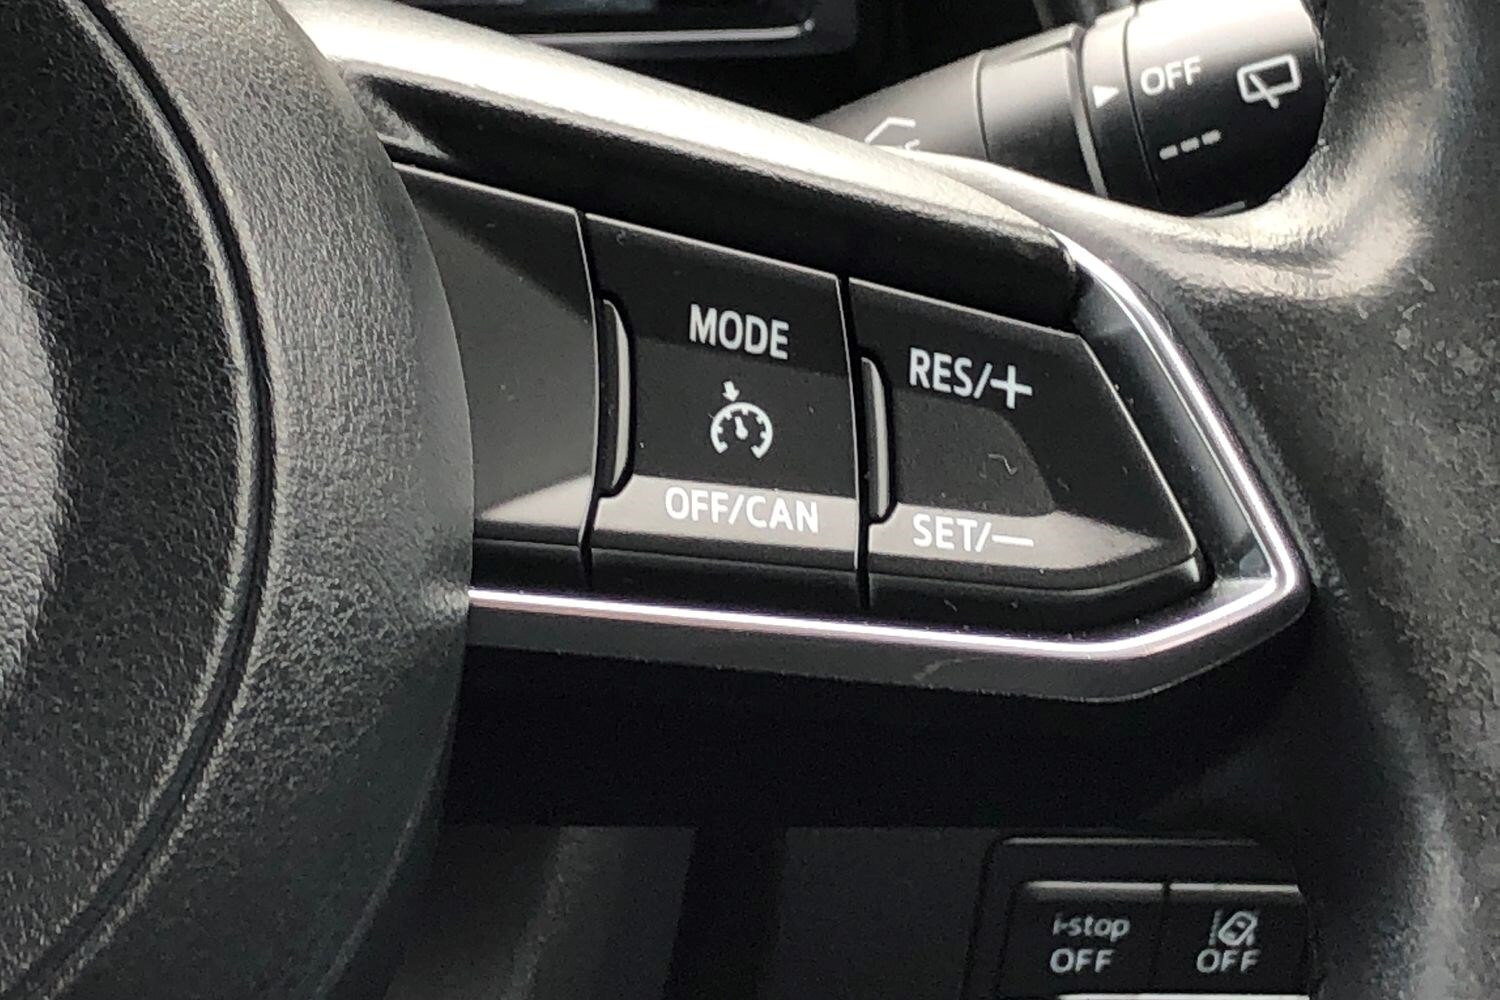 OFF
MODE
RES/+
OFF/CAN
SET/—
i-stop
OFF
OFF